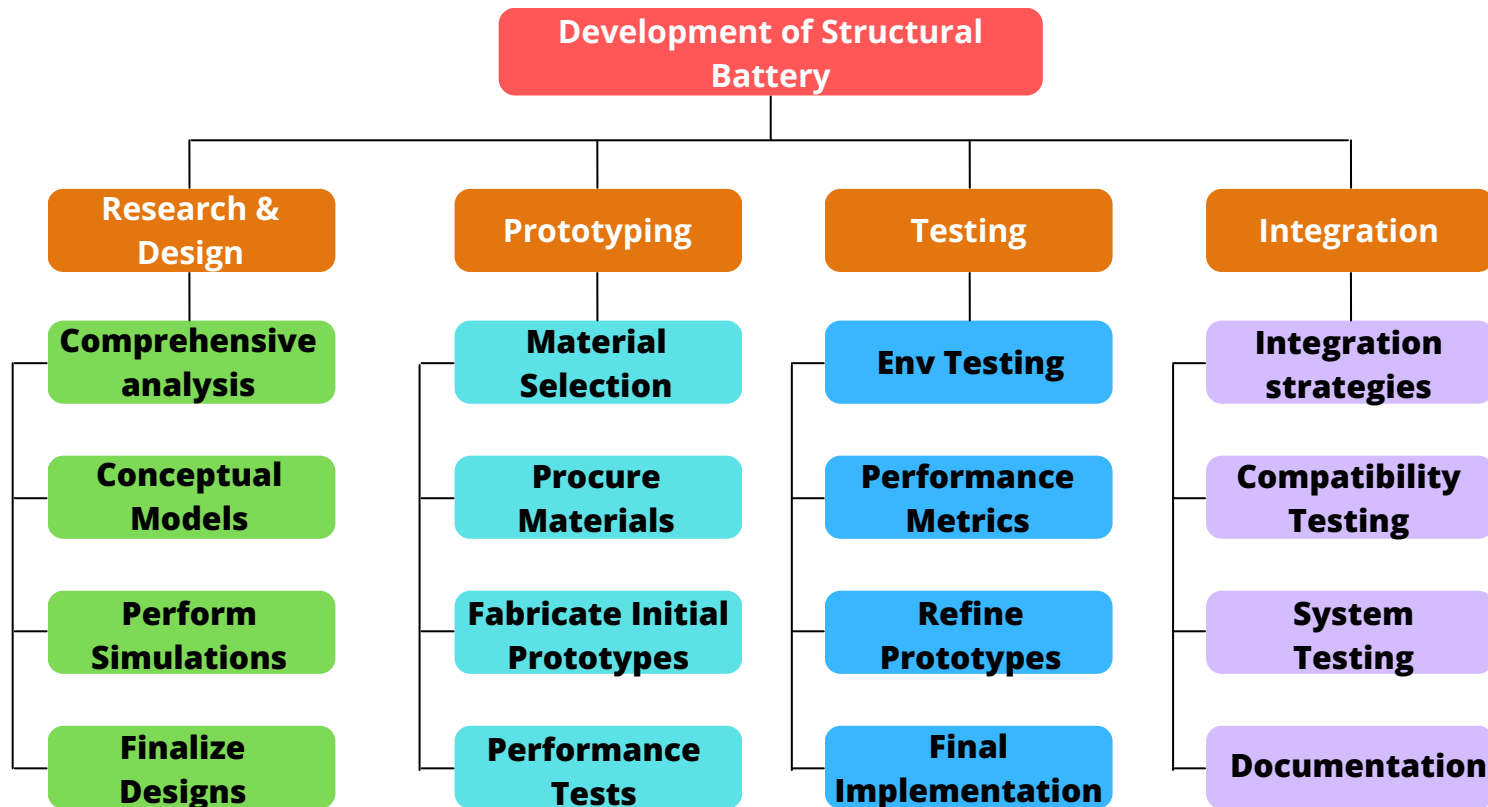 Development of Structural
Battery
Research &
Design
Prototyping
Testing
Integration
Comprehensive
analysis
Material
Selection
Env Testing
Integration
strategies
Conceptual
Models
Procure
Materials
Performance
Metrics
Compatibility
Testing
Perform
Simulations
Fabricate Initial
Prototypes
Refine
Prototypes
System
Testing
Finalize
Designs
Performance
Tests
Final
Implementation
Documentation